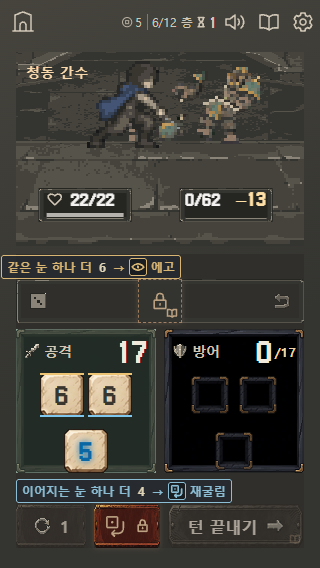 5 6/12 층 1
청동 간수
22/22 0/62 –13
같은 눈 하나 더 6 → 예고
공격 17 방어 0/17
6 6
5
이어지는 눈 하나 더 4 → 재굴림
1 턴 끝내기